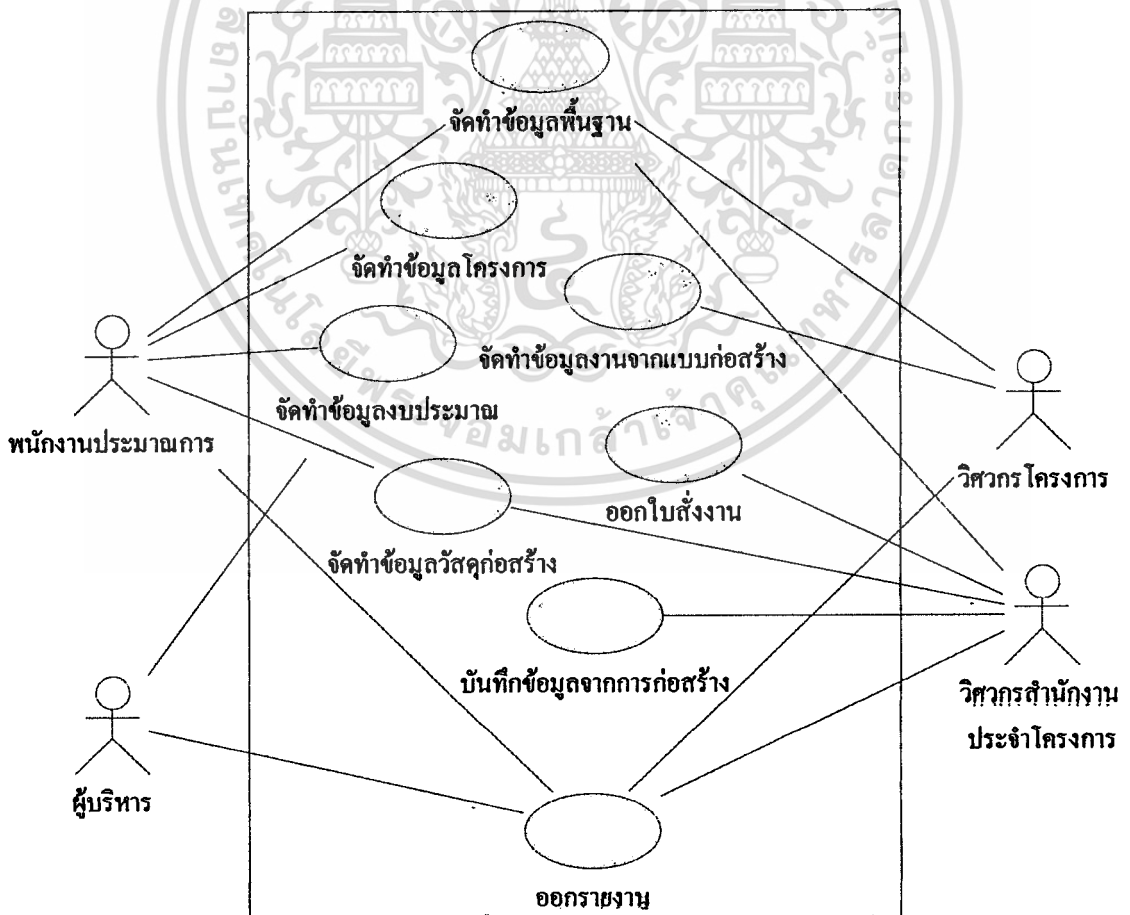 จัดทำข้อมูลพื้นฐาน
จัดทำข้อมูลโครงการ
จัดทำข้อมูลงานจากแบบก่อสร้าง
จัดทำข้อมูลงบประมาณ
พนักงานประมาณการ
วิศวกรโครงการ
ออกใบสั่งงาน
จัดทำข้อมูลวัสดุก่อสร้าง
บันทึกข้อมูลจากการก่อสร้าง
วิศวกรสำนักงาน
ประจำโครงการ
ผู้บริหาร
ออกรายงาน